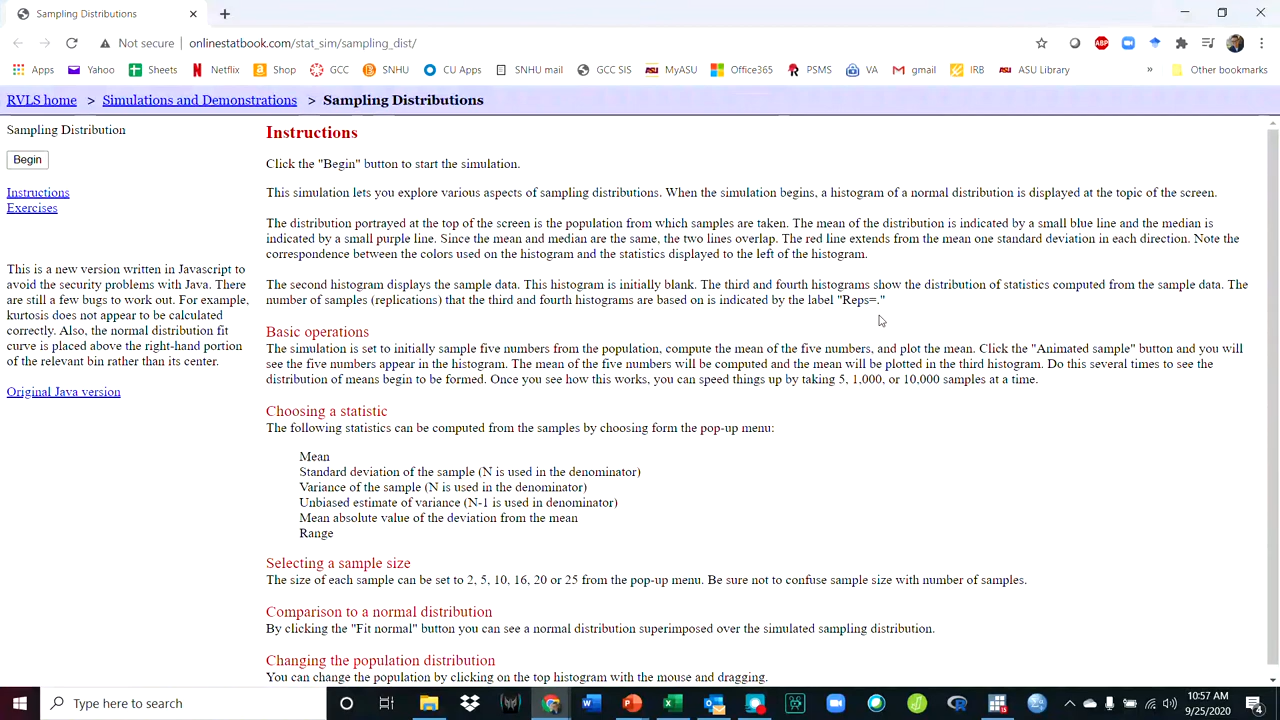 Sampling Distributions
Not secure
onlinestatbook.com/stat_sim/sampling_dist/
ABP
Apps
Yahoo
Sheets
Netflix
Shop
GCC
SNHU
CU Apps
SNHU mail
GCC SIS
MyASU
Office365
PSMS
VA
gmail
IRB
ASU Library
»
Other bookmarks
RVLS home > Simulations and Demonstrations > Sampling Distributions
Sampling Distribution
Begin
Instructions
Exercises
This is a new version written in Javascript to
avoid the security problems with Java. There
are still a few bugs to work out. For example,
kurtosis does not appear to be calculated
correctly. Also, the normal distribution fit
curve is placed above the right-hand portion
of the relevant bin rather than its center.
Original Java version
Instructions
Click the "Begin" button to start the simulation.
This simulation lets you explore various aspects of sampling distributions. When the simulation begins, a histogram of a normal distribution is displayed at the topic of the screen.
The distribution portrayed at the top of the screen is the population from which samples are taken. The mean of the distribution is indicated by a small blue line and the median is
indicated by a small purple line. Since the mean and median are the same, the two lines overlap. The red line extends from the mean one standard deviation in each direction. Note the
correspondence between the colors used on the histogram and the statistics displayed to the left of the histogram.
The second histogram displays the sample data. This histogram is initially blank. The third and fourth histograms show the distribution of statistics computed from the sample data. The
number of samples (replications) that the third and fourth histograms are based on is indicated by the label "Reps=."
Basic operations
The simulation is set to initially sample five numbers from the population, compute the mean of the five numbers, and plot the mean. Click the "Animated sample" button and you will
see the five numbers appear in the histogram. The mean of the five numbers will be computed and the mean will be plotted in the third histogram. Do this several times to see the
distribution of means begin to be formed. Once you see how this works, you can speed things up by taking 5, 1,000, or 10,000 samples at a time.
Choosing a statistic
The following statistics can be computed from the samples by choosing form the pop-up menu:
Mean
Standard deviation of the sample (N is used in the denominator)
Variance of the sample (N is used in the denominator)
Unbiased estimate of variance (N-1 is used in denominator)
Mean absolute value of the deviation from the mean
Range
Selecting a sample size
The size of each sample can be set to 2, 5, 10, 16, 20 or 25 from the pop-up menu. Be sure not to confuse sample size with number of samples.
Comparison to a normal distribution
By clicking the "Fit normal" button you can see a normal distribution superimposed over the simulated sampling distribution.
Changing the population distribution
You can change the population by clicking on the top histogram with the mouse and dragging.
Type here to search
10:57 AM
9/25/2020